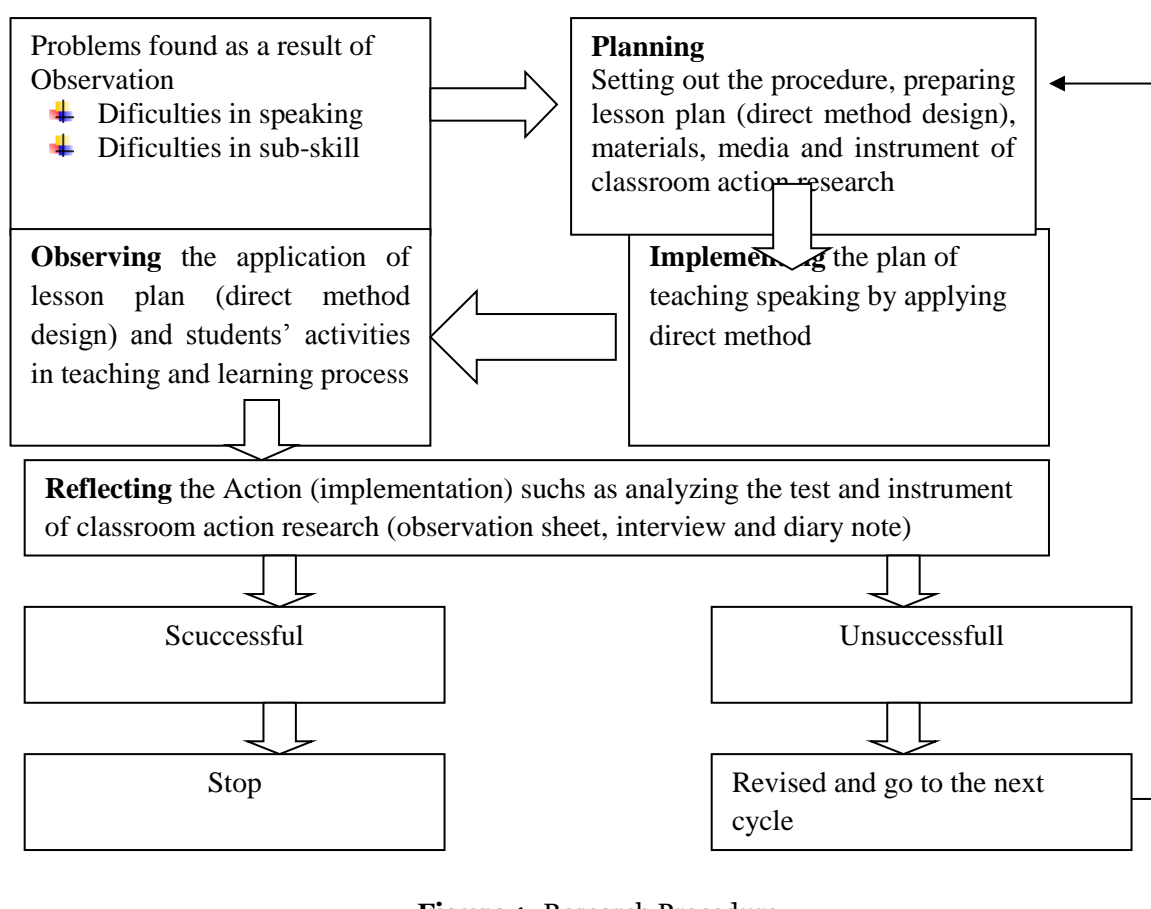 Problems found as a result of
Observation
Dificulties in speaking
Dificulties in sub-skill
Planning
Setting out the procedure, preparing
lesson plan (direct method design),
materials, media and instrument of
classroom action research
Observing the application of
lesson plan (direct method
design) and students’ activities
in teaching and learning process
Implementing the plan of
teaching speaking by applying
direct method
Reflecting the Action (implementation) suchs as analyzing the test and instrument
of classroom action research (observation sheet, interview and diary note)
Scuccessful
Unsuccessfull
Stop
Revised and go to the next
cycle
Research Procedure